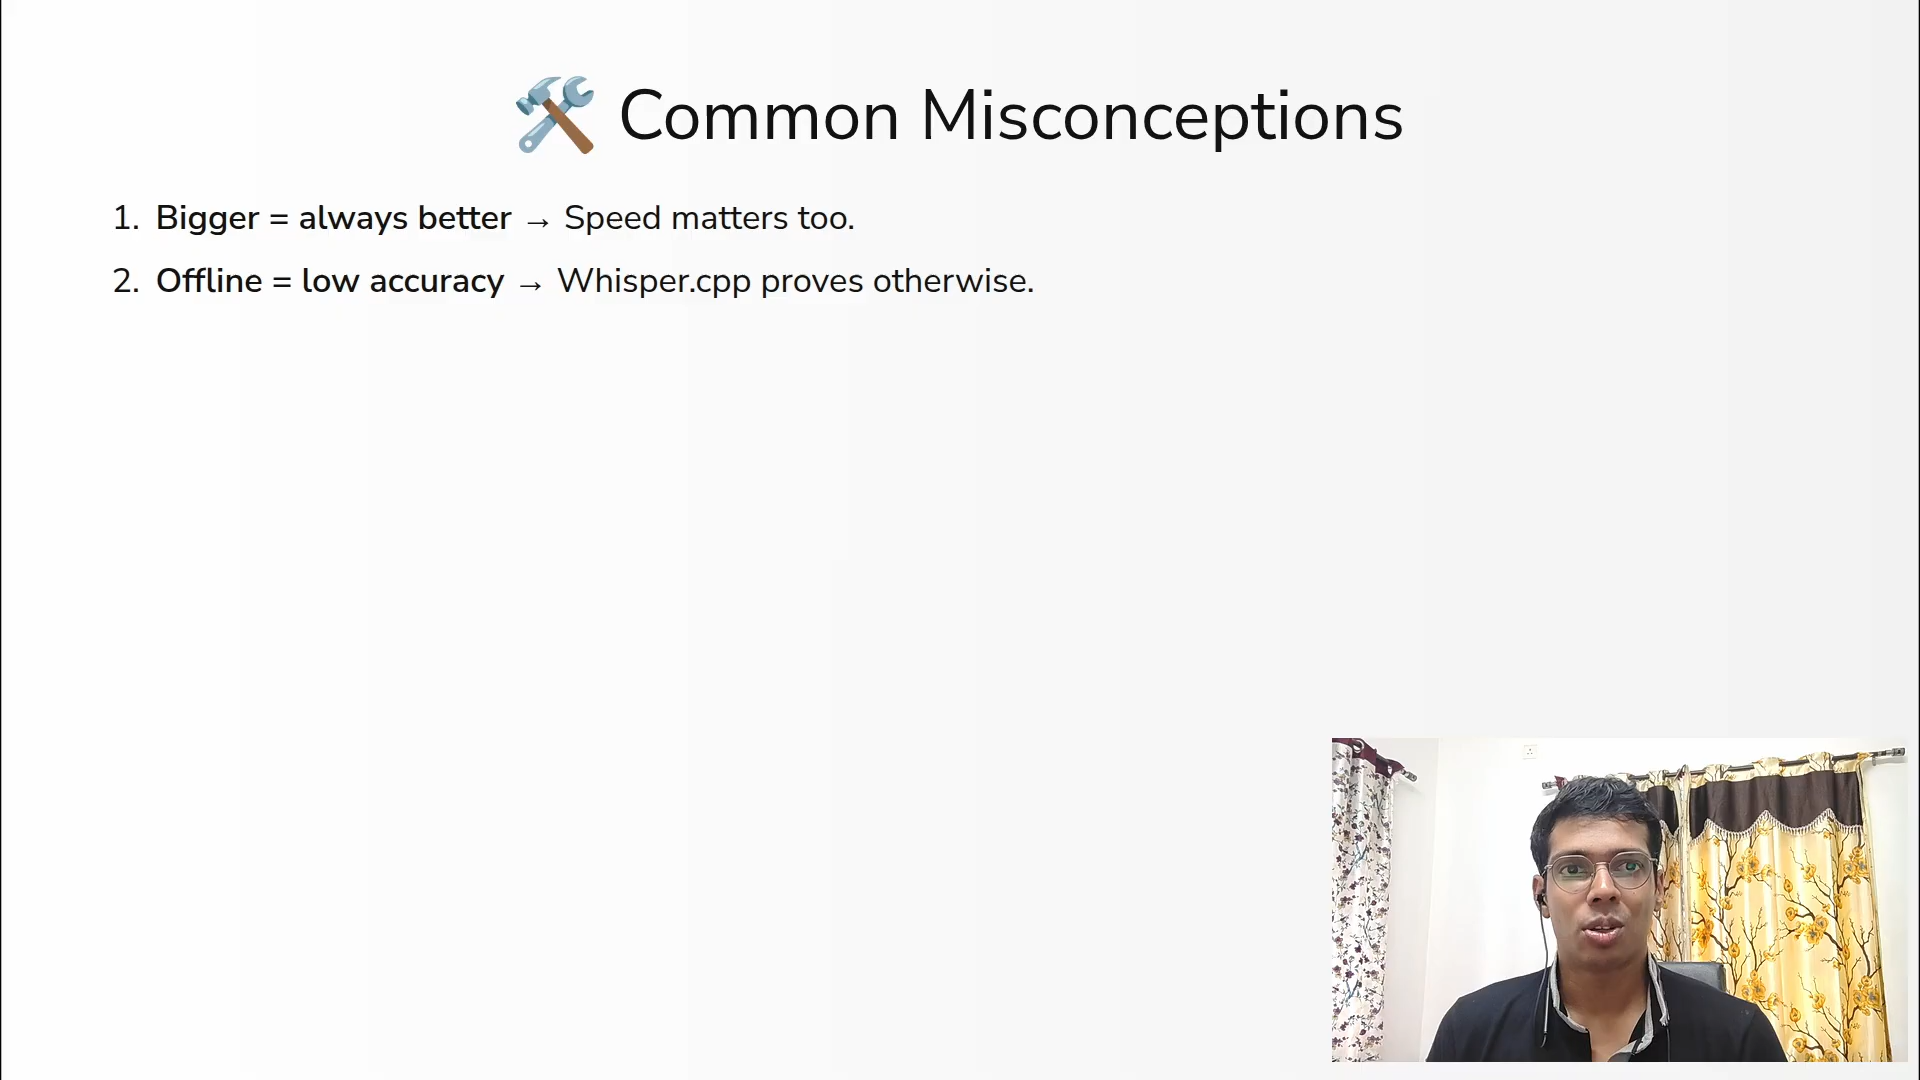 🛠️ Common Misconceptions
1. Bigger = always better → Speed matters too.
2. Offline = low accuracy → Whisper.cpp proves otherwise.